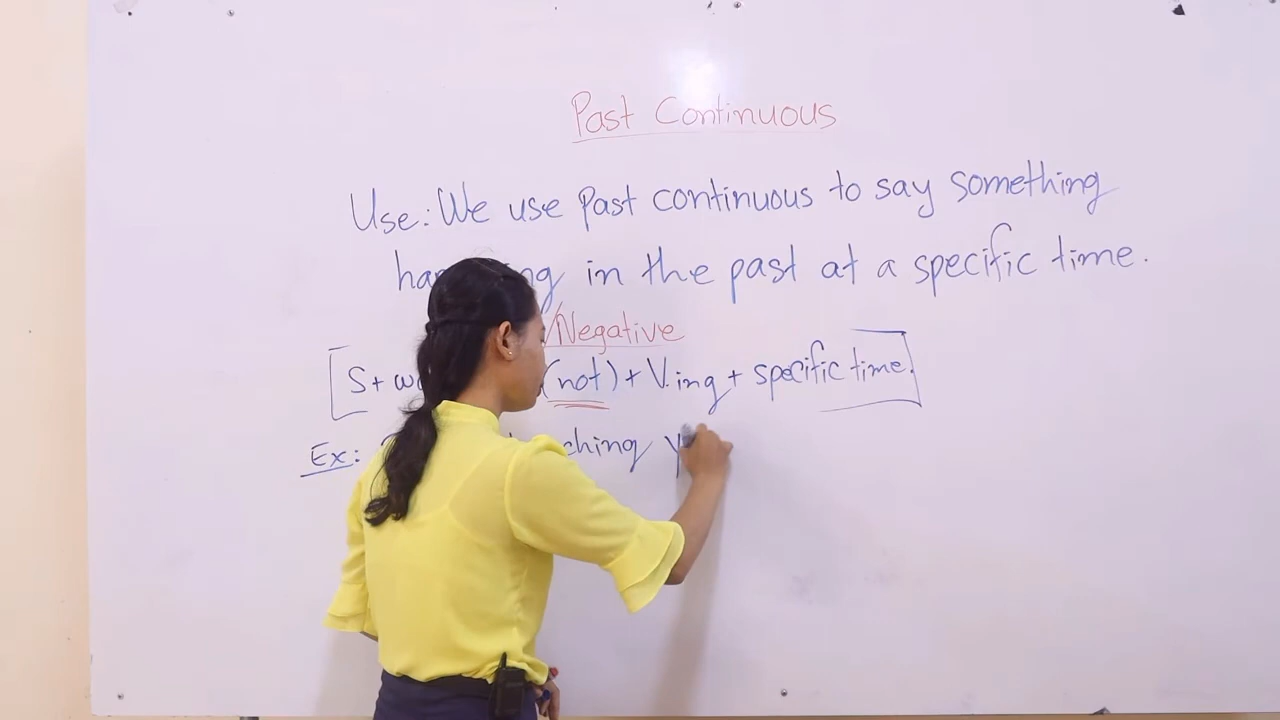 Past Continuous
Use: We use past continuous to say something
in the past at a specific time.
/Negative
S+ (not) + V.ing + specific time.
Ex: